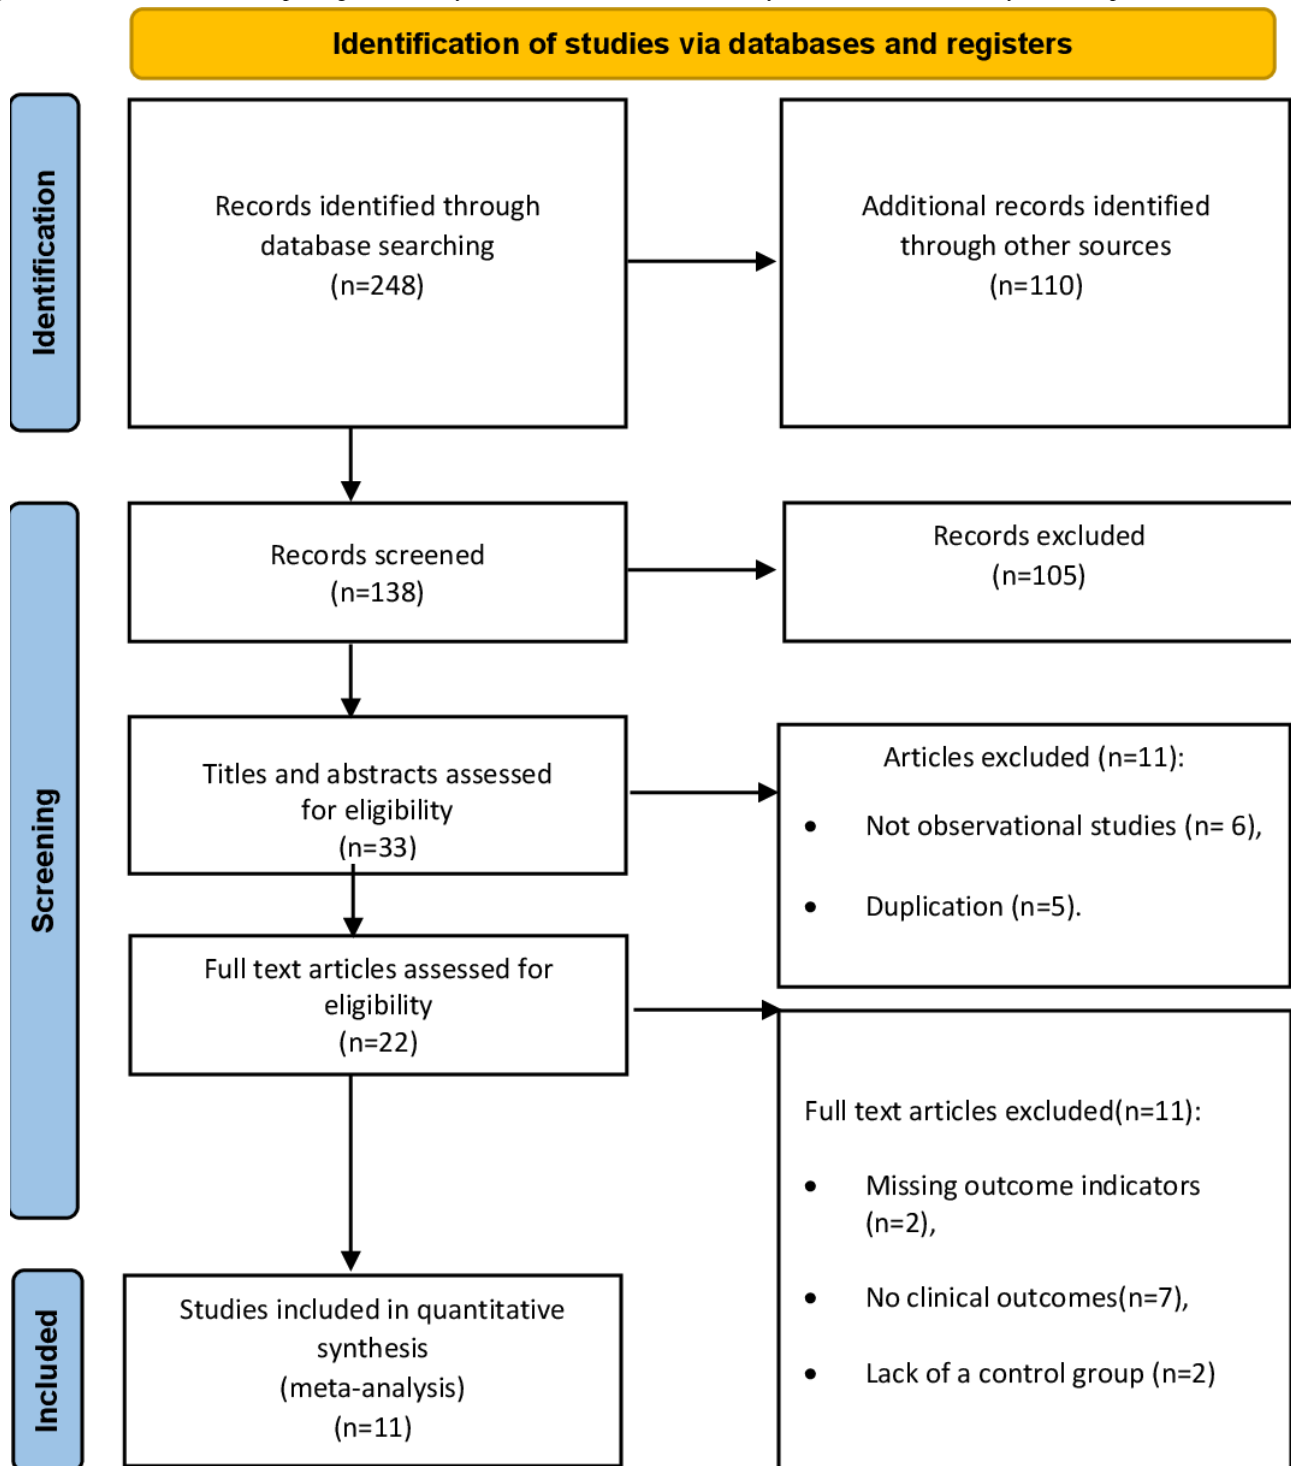 Identification of studies via databases and registers
Identification
Records identified through
database searching
(n=248)
Additional records identified
through other sources
(n=110)
Screening
Records screened
(n=138)
Records excluded
(n=105)
Titles and abstracts assessed
for eligibility
(n=33)
Articles excluded (n=11):
• Not observational studies (n= 6),
• Duplication (n=5).
Full text articles assessed for
eligibility
(n=22)
Full text articles excluded(n=11):
• Missing outcome indicators
(n=2),
• No clinical outcomes(n=7),
• Lack of a control group (n=2)
Included
Studies included in quantitative
synthesis
(meta-analysis)
(n=11)